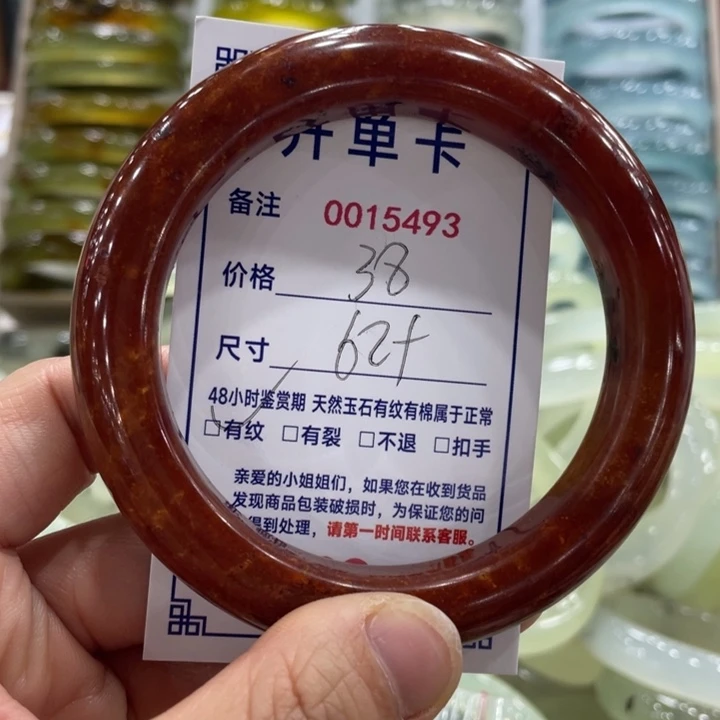 开单卡
备注 0015493
价格 38
尺寸 62+
48小时鉴赏期 天然玉石有纹有棉属于正常
☐有纹 ☐有裂 ☐不退 ☐扣手
亲爱的小姐姐们，如果您在收到货品
发现商品包装破损时，为保证您的问
得到处理，请第一时间联系客服。